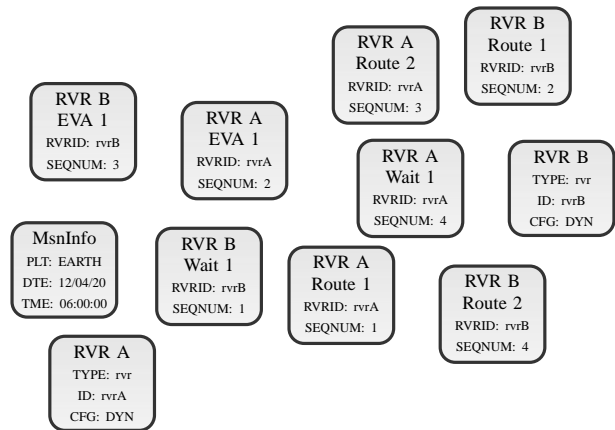 RVR B
Route 1
RVRID: rvrB
SEQNUM: 2
RVR A
Route 2
RVRID: rvrA
SEQNUM: 3
RVR B
EVA 1
RVRID: rvrB
SEQNUM: 3
RVR A
EVA 1
RVRID: rvrA
SEQNUM: 2
RVR A
Wait 1
RVRID: rvrA
SEQNUM: 4
RVR B
TYPE: rvr
ID: rvrB
CFG: DYN
MsnInfo
PLT: EARTH
DTE: 12/04/20
TME: 06:00:00
RVR B
Wait 1
RVRID: rvrB
SEQNUM: 1
RVR A
Route 1
RVRID: rvrA
SEQNUM: 1
RVR B
Route 2
RVRID: rvrB
SEQNUM: 4
RVR A
TYPE: rvr
ID: rvrA
CFG: DYN